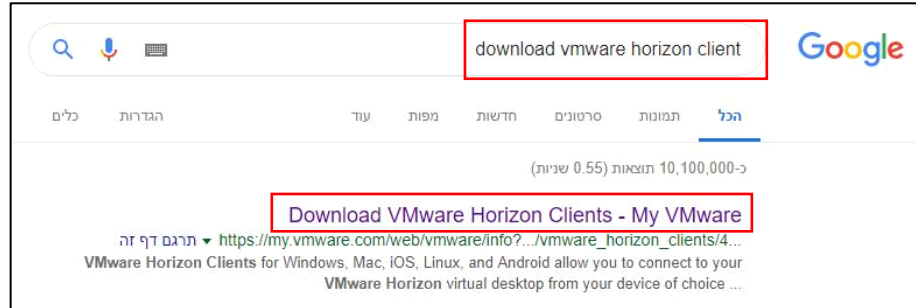 download vmware horizon client
Google
הכל תמונות סרטונים חדשות מפות עוד הגדרות כלים
כ-10,100,000 תוצאות (0.55 שניות)
Download VMware Horizon Clients - My VMware
https://my.vmware.com/web/vmware/info?.../vmware_horizon_clients/4... ▾ תרגם דף זה
VMware Horizon Clients for Windows, Mac, iOS, Linux, and Android allow you to connect to your
VMware Horizon virtual desktop from your device of choice ...